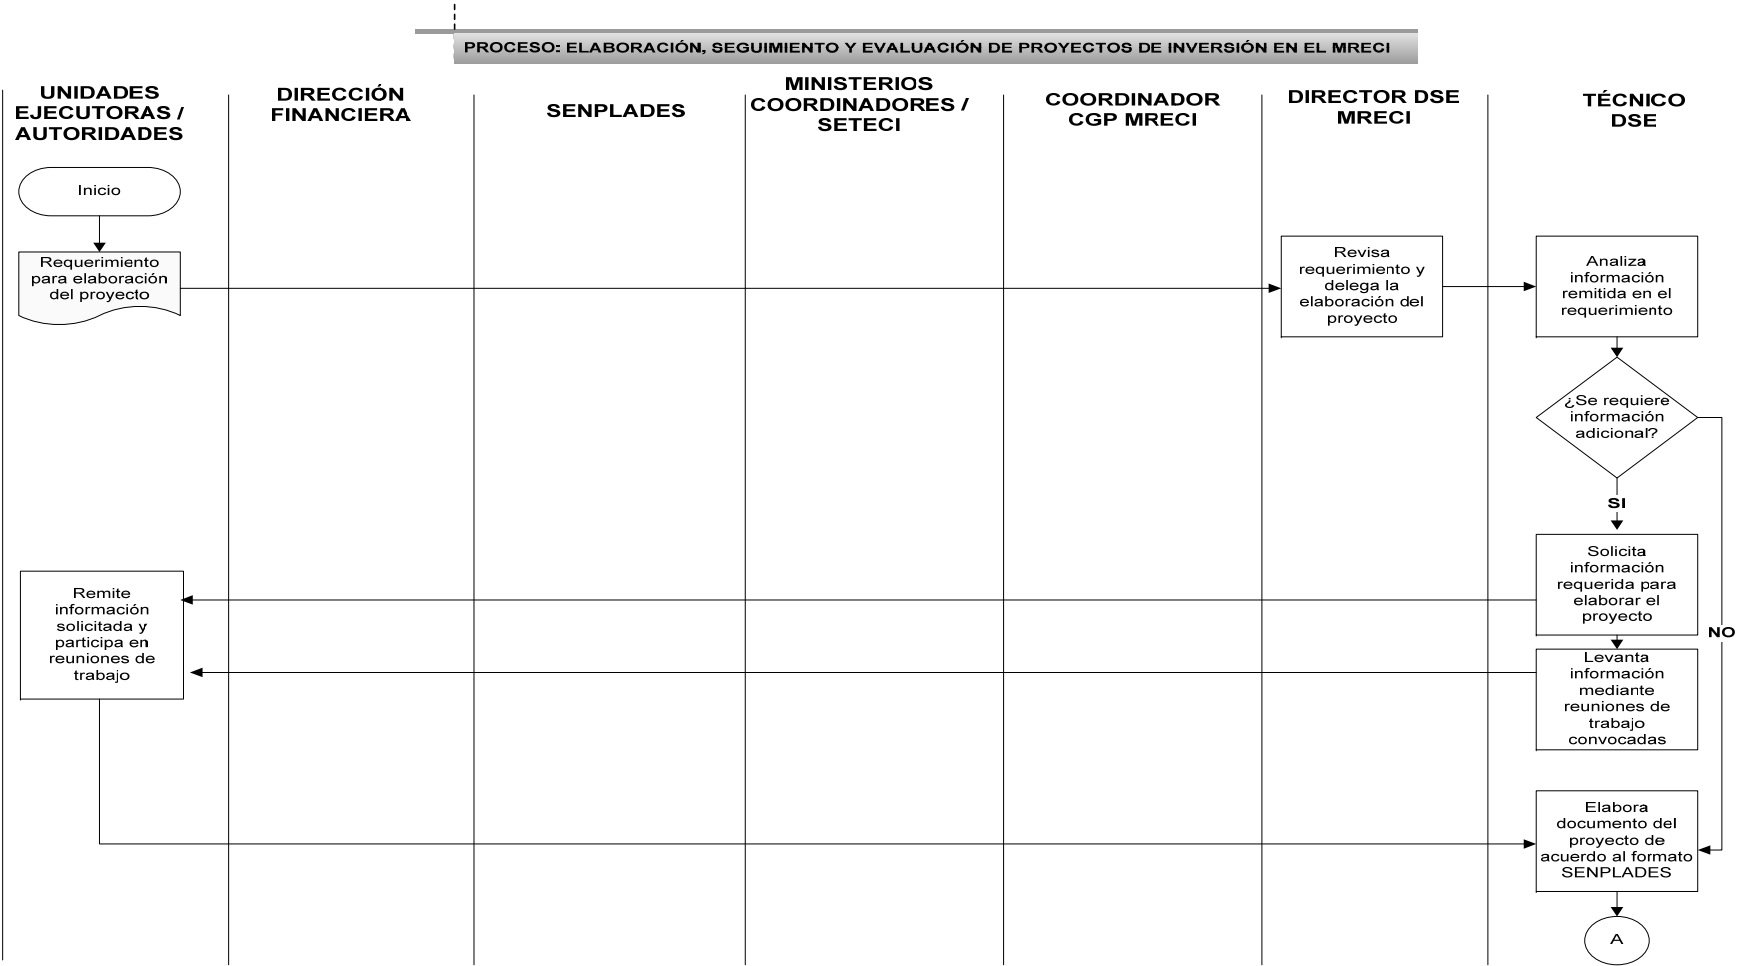 PROCESO: ELABORACIÓN, SEGUIMIENTO Y EVALUACIÓN DE PROYECTOS DE INVERSIÓN EN EL MRECI
UNIDADES
EJECUTORAS /
AUTORIDADES
DIRECCIÓN
FINANCIERA
SENPLADES
MINISTERIOS
COORDINADORES /
SETECI
COORDINADOR
CGP MRECI
DIRECTOR DSE
MRECI
TÉCNICO
DSE
Inicio
Requerimiento
para elaboración
del proyecto
Revisa
requerimiento y
delega la
elaboración del
proyecto
Analiza
información
remitida en el
requerimiento
¿Se requiere
información
adicional?
SI
Solicita
información
requerida para
elaborar el
proyecto
NO
Remite
información
solicitada y
participa en
reuniones de
trabajo
Levanta
información
mediante
reuniones de
trabajo
convocadas
Elabora
documento del
proyecto de
acuerdo al formato
SENPLADES
A